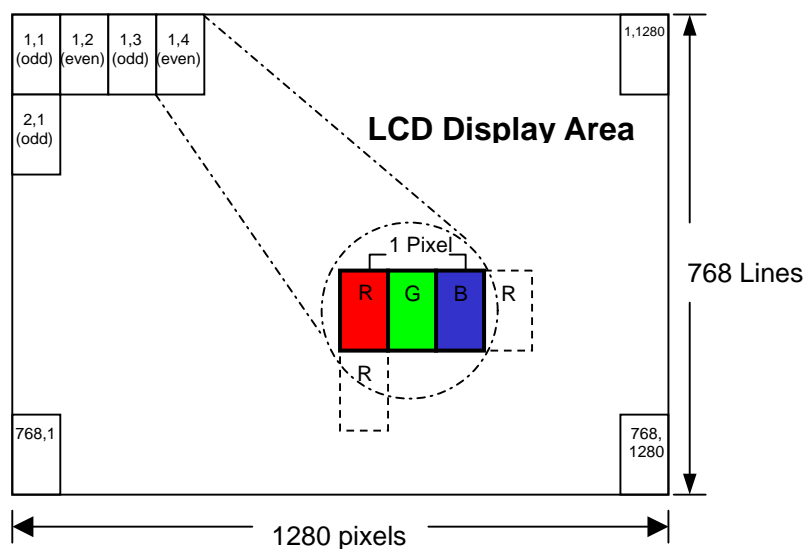 1,1
(odd)
1,2
(even)
1,3
(odd)
1,4
(even)
1,1280
2,1
(odd)
LCD Display Area
1 Pixel
R
G
B
R
R
768 Lines
768,1
768,
1280
1280 pixels